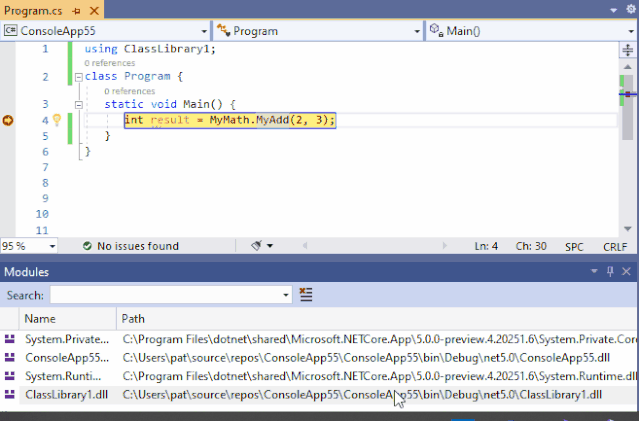 Program.cs
C# ConsoleApp55 Program Main()
1 using ClassLibrary1;
0 references
2 class Program {
0 references
3 static void Main() {
4 int result = MyMath.MyAdd(2, 3);
5 }
6 }
7
8
9
10
11
95 % No issues found Ln: 4 Ch: 30 SPC CRLF
Modules
Search:
Name Path
System.Private... C:\Program Files\dotnet\shared\Microsoft.NETCore.App\5.0.0-preview.4.20251.6\System.Private.Core
ConsoleApp55... C:\Users\pat\source\repos\ConsoleApp55\ConsoleApp55\bin\Debug\net5.0\ConsoleApp55.dll
System.Runti... C:\Program Files\dotnet\shared\Microsoft.NETCore.App\5.0.0-preview.4.20251.6\System.Runtime.dll
ClassLibrary1.dll C:\Users\pat\source\repos\ConsoleApp55\ConsoleApp55\bin\Debug\net5.0\ClassLibrary1.dll